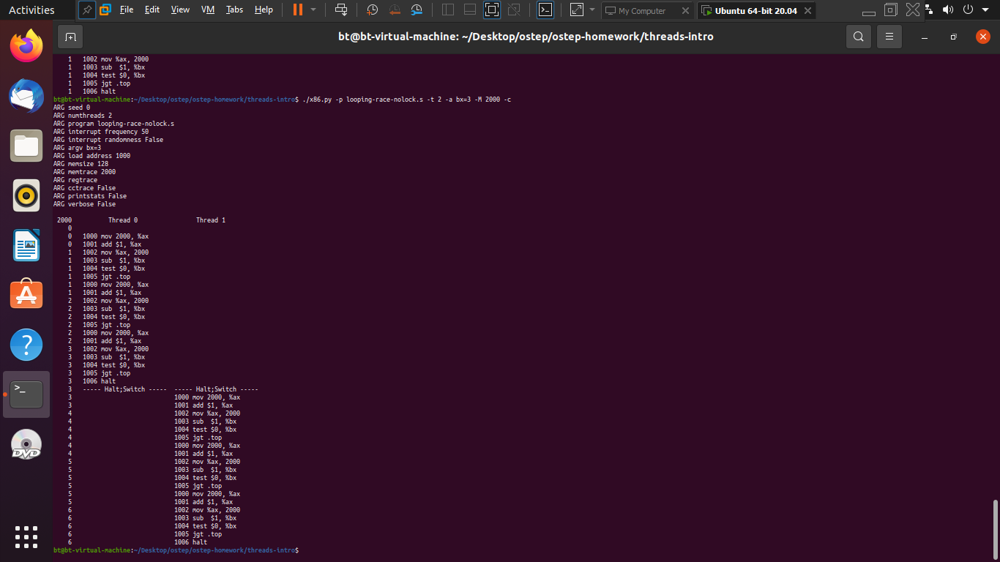 Activities File Edit View VM Tabs Help My Computer Ubuntu 64-bit 20.04
bt@bt-virtual-machine: ~/Desktop/ostep/ostep-homework/threads-intro
1 1002 mov %ax, 2000
1 1003 sub $1, %bx
1 1004 test $0, %bx
1 1005 jgt .top
1 1006 halt
bt@bt-virtual-machine:~/Desktop/ostep/ostep-homework/threads-intro$ ./x86.py -p looping-race-nolock.s -t 2 -a bx=3 -M 2000 -c
ARG seed 0
ARG numthreads 2
ARG program looping-race-nolock.s
ARG interrupt frequency 50
ARG interrupt randomness False
ARG argv bx=3
ARG load address 1000
ARG memsize 128
ARG memtrace 2000
ARG regtrace
ARG cctrace False
ARG printstats False
ARG verbose False
2000 Thread 0 Thread 1
0
0 1000 mov 2000, %ax
0 1001 add $1, %ax
1 1002 mov %ax, 2000
1 1003 sub $1, %bx
1 1004 test $0, %bx
1 1005 jgt .top
1 1000 mov 2000, %ax
1 1001 add $1, %ax
2 1002 mov %ax, 2000
2 1003 sub $1, %bx
2 1004 test $0, %bx
2 1005 jgt .top
2 1000 mov 2000, %ax
2 1001 add $1, %ax
3 1002 mov %ax, 2000
3 1003 sub $1, %bx
3 1004 test $0, %bx
3 1005 jgt .top
3 1006 halt
3 ----- Halt;Switch ----- ----- Halt;Switch -----
3 1000 mov 2000, %ax
3 1001 add $1, %ax
4 1002 mov %ax, 2000
4 1003 sub $1, %bx
4 1004 test $0, %bx
4 1005 jgt .top
4 1000 mov 2000, %ax
4 1001 add $1, %ax
5 1002 mov %ax, 2000
5 1003 sub $1, %bx
5 1004 test $0, %bx
5 1005 jgt .top
5 1000 mov 2000, %ax
5 1001 add $1, %ax
6 1002 mov %ax, 2000
6 1003 sub $1, %bx
6 1004 test $0, %bx
6 1005 jgt .top
6 1006 halt
bt@bt-virtual-machine:~/Desktop/ostep/ostep-homework/threads-intro$
DVD